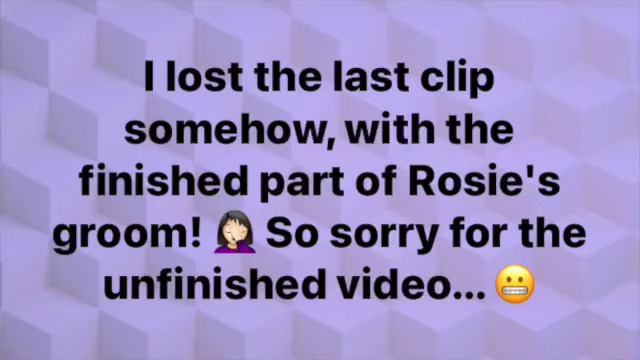 I lost the last clip
somehow, with the
finished part of Rosie's
groom! 🤦🏻‍♀️ So sorry for the
unfinished video... 😬